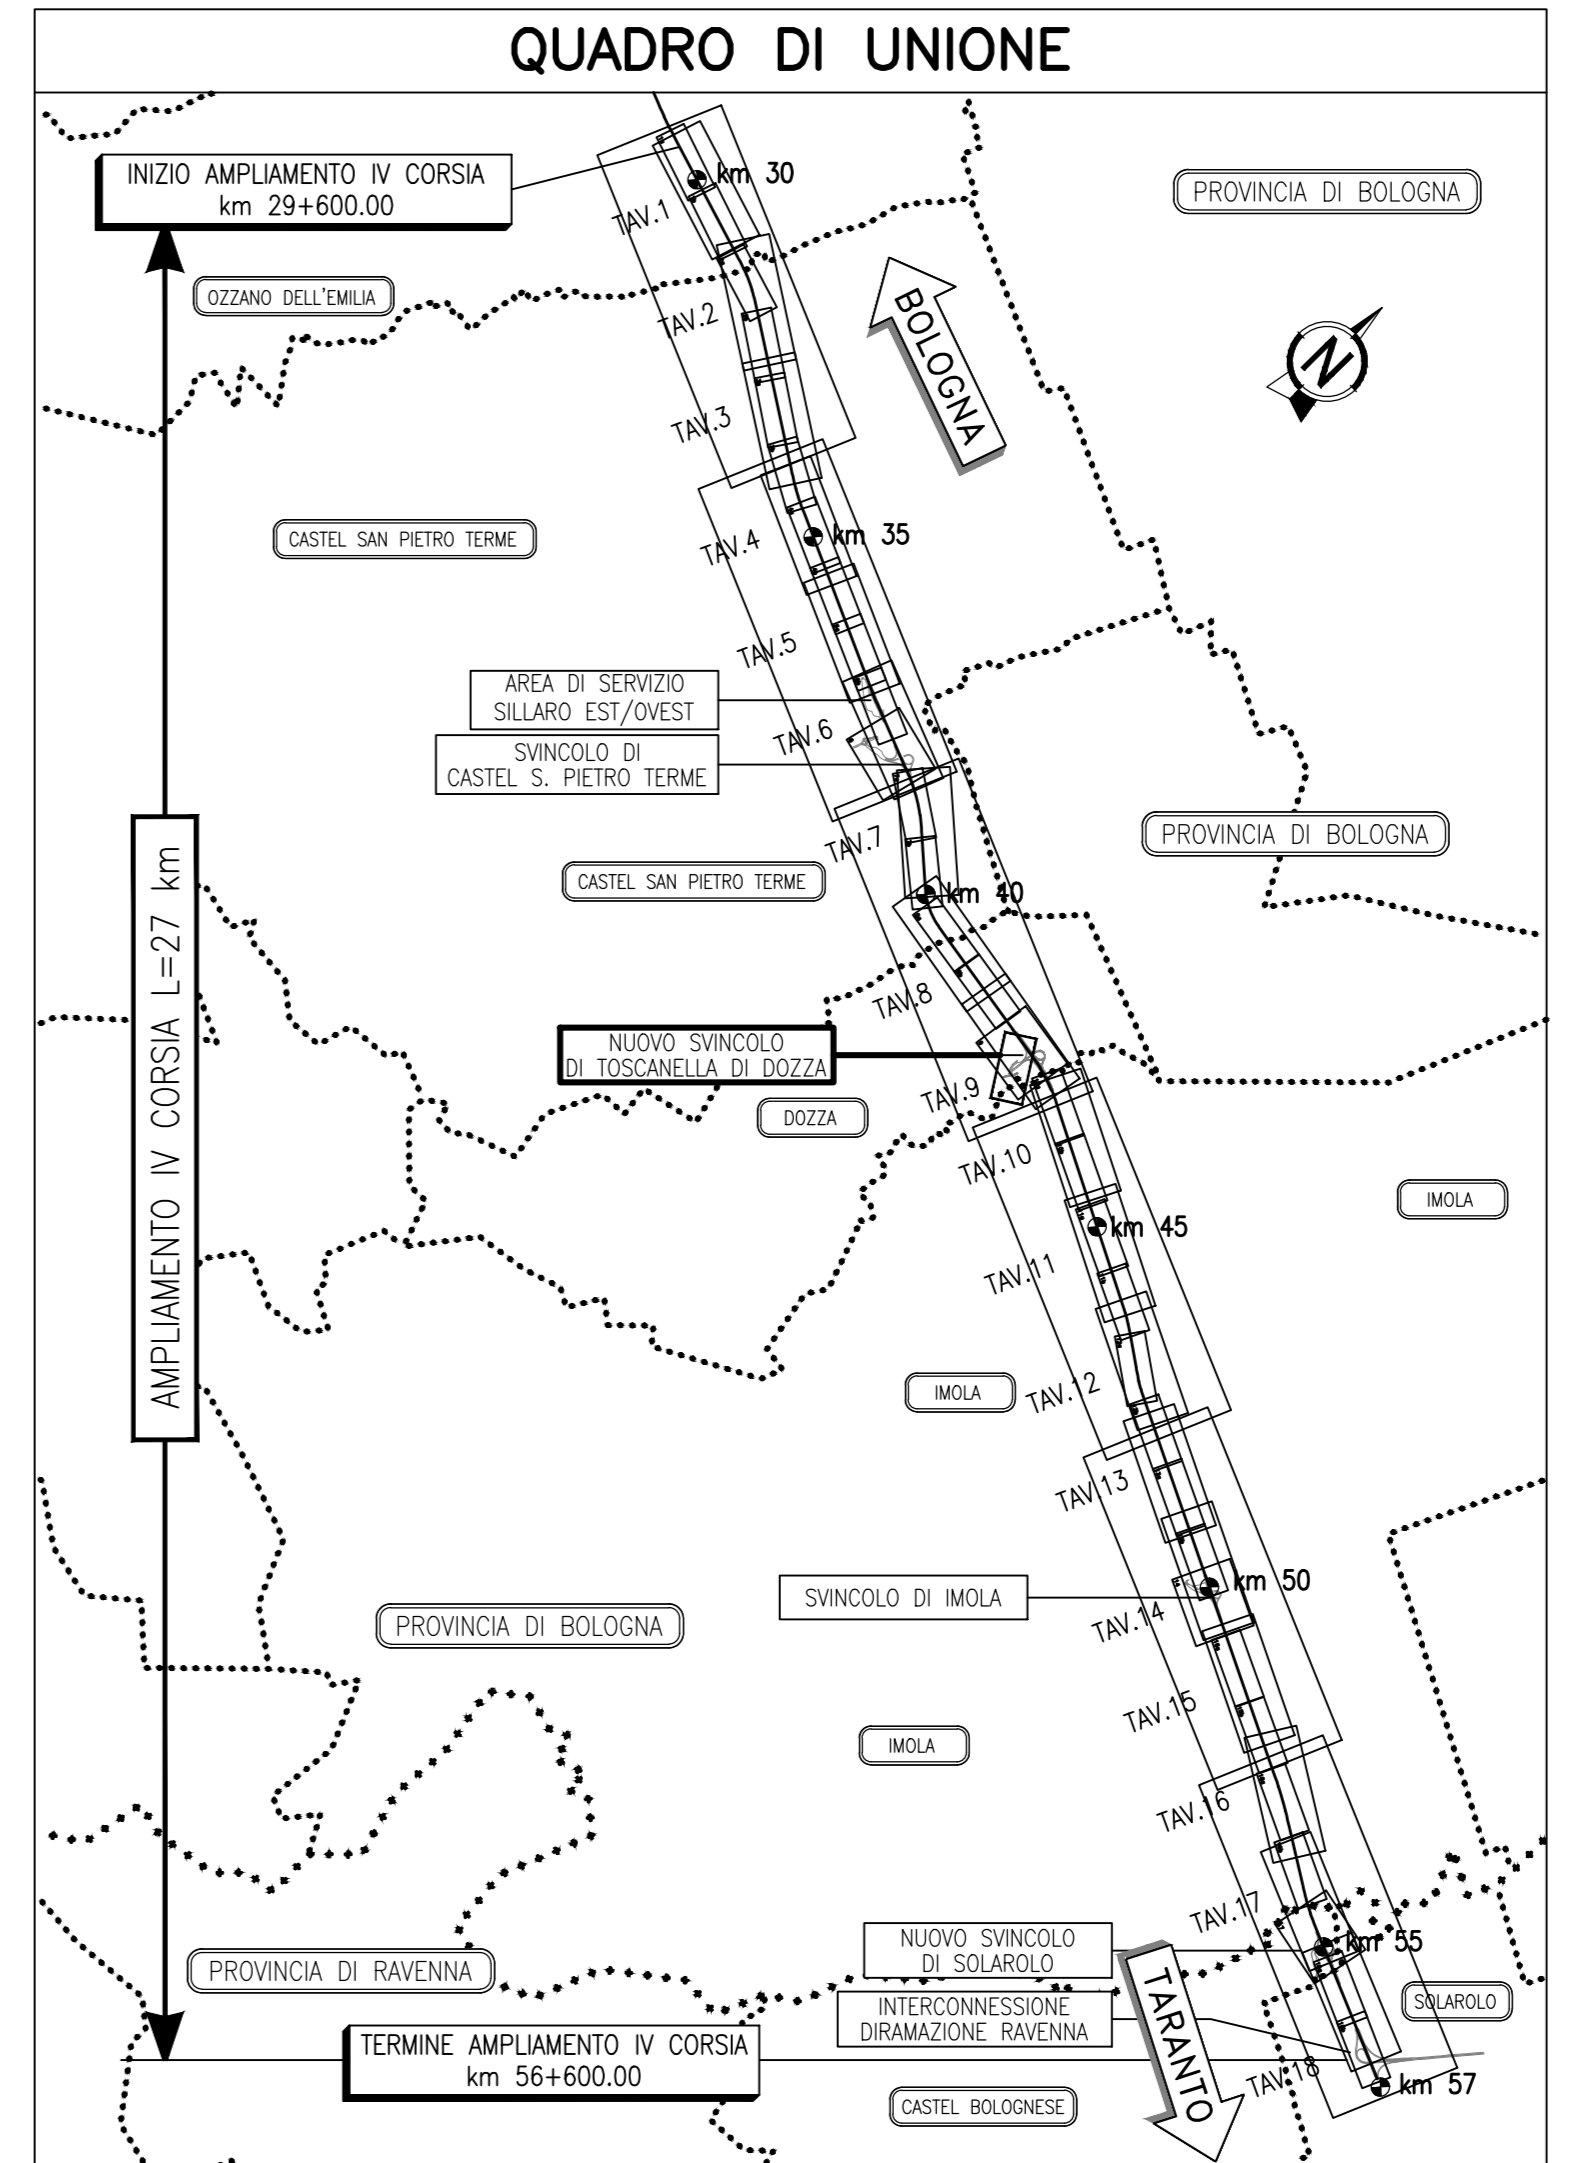 QUADRO DI UNIONE
INIZIO AMPLIAMENTO IV CORSIA
km 29+600.00
km 30
PROVINCIA DI BOLOGNA
TAV.1
OZZANO DELL'EMILIA
TAV.2
BOLOGNA
N
TAV.3
CASTEL SAN PIETRO TERME
TAV.4
km 35
TAV.5
AREA DI SERVIZIO
SILLARO EST/OVEST
TAV.6
SVINCOLO DI
CASTEL S. PIETRO TERME
TAV.7
PROVINCIA DI BOLOGNA
CASTEL SAN PIETRO TERME
km 40
AMPLIAMENTO IV CORSIA L=27 km
TAV.8
NUOVO SVINCOLO
DI TOSCANELLA DI DOZZA
TAV.9
DOZZA
TAV.10
IMOLA
km 45
TAV.11
IMOLA
TAV.12
TAV.13
km 50
SVINCOLO DI IMOLA
TAV.14
PROVINCIA DI BOLOGNA
TAV.15
IMOLA
TAV.16
TAV.17
NUOVO SVINCOLO
DI SOLAROLO
km 55
PROVINCIA DI RAVENNA
SOLAROLO
INTERCONNESSIONE
DIRAMAZIONE RAVENNA
TARANTO
TERMINE AMPLIAMENTO IV CORSIA
km 56+600.00
TAV.18
km 57
CASTEL BOLOGNESE